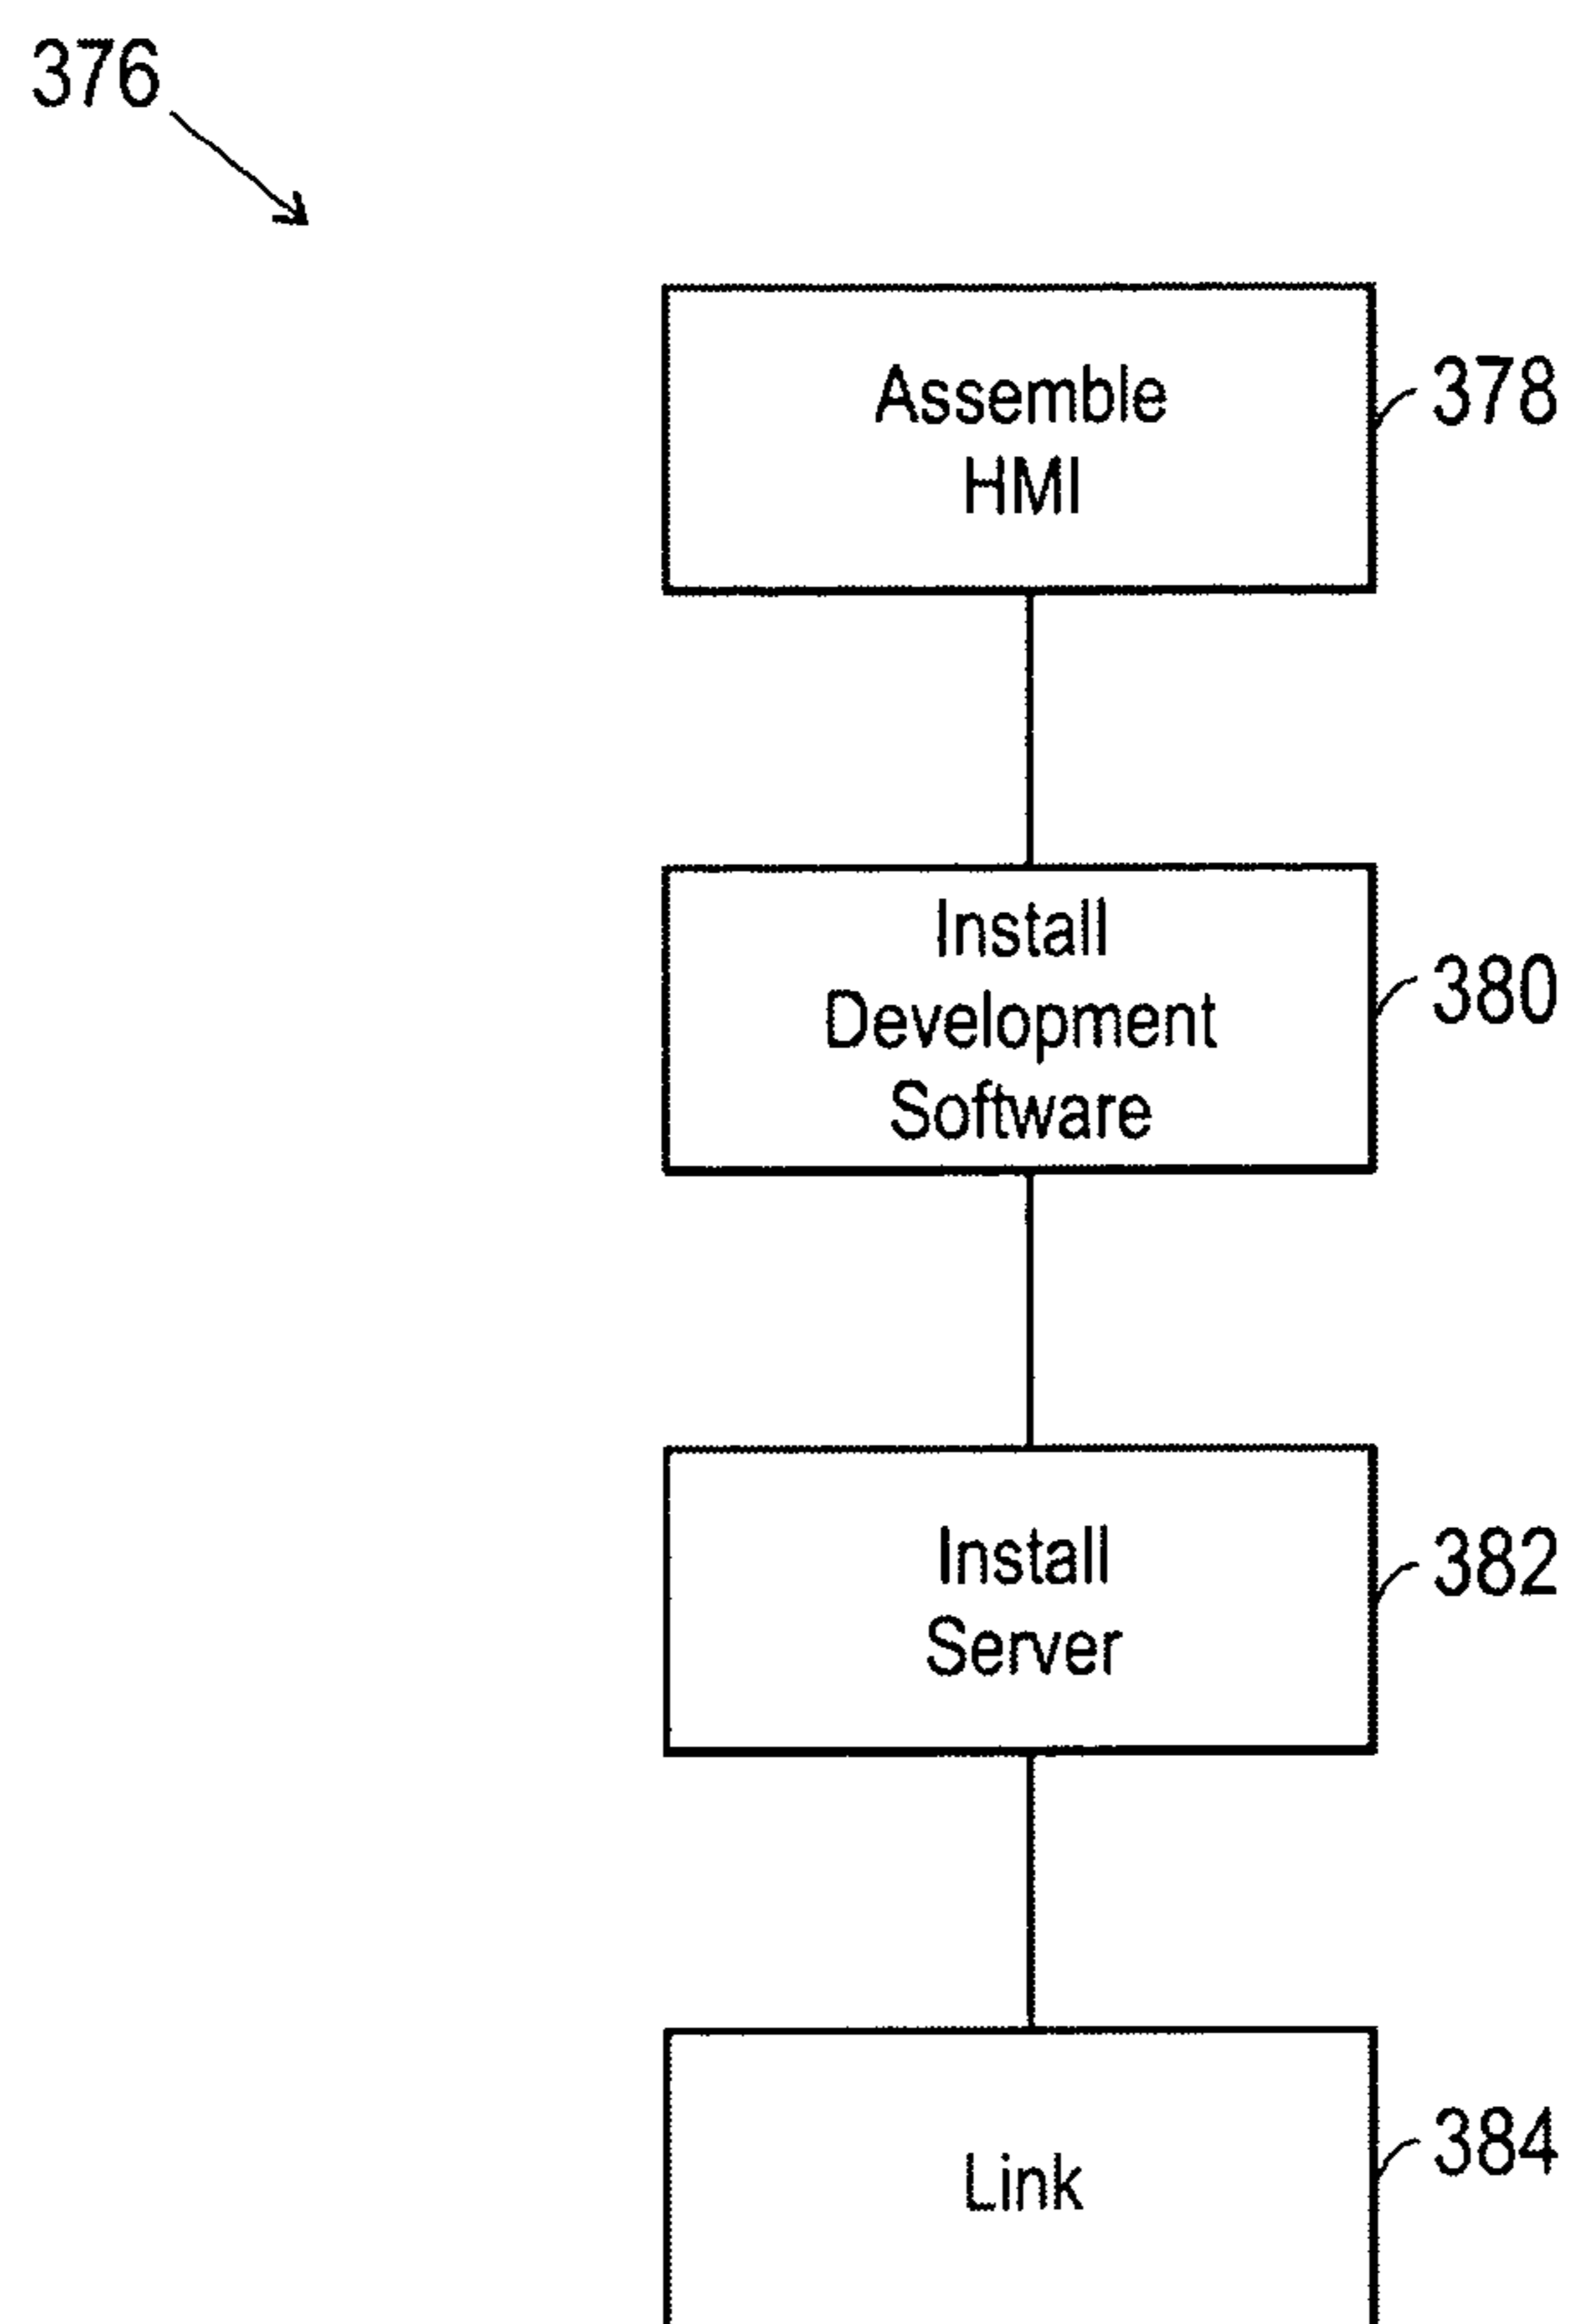 376
Assemble
HMI
378
Install
Development
Software
380
Install
Server
382
Link
384